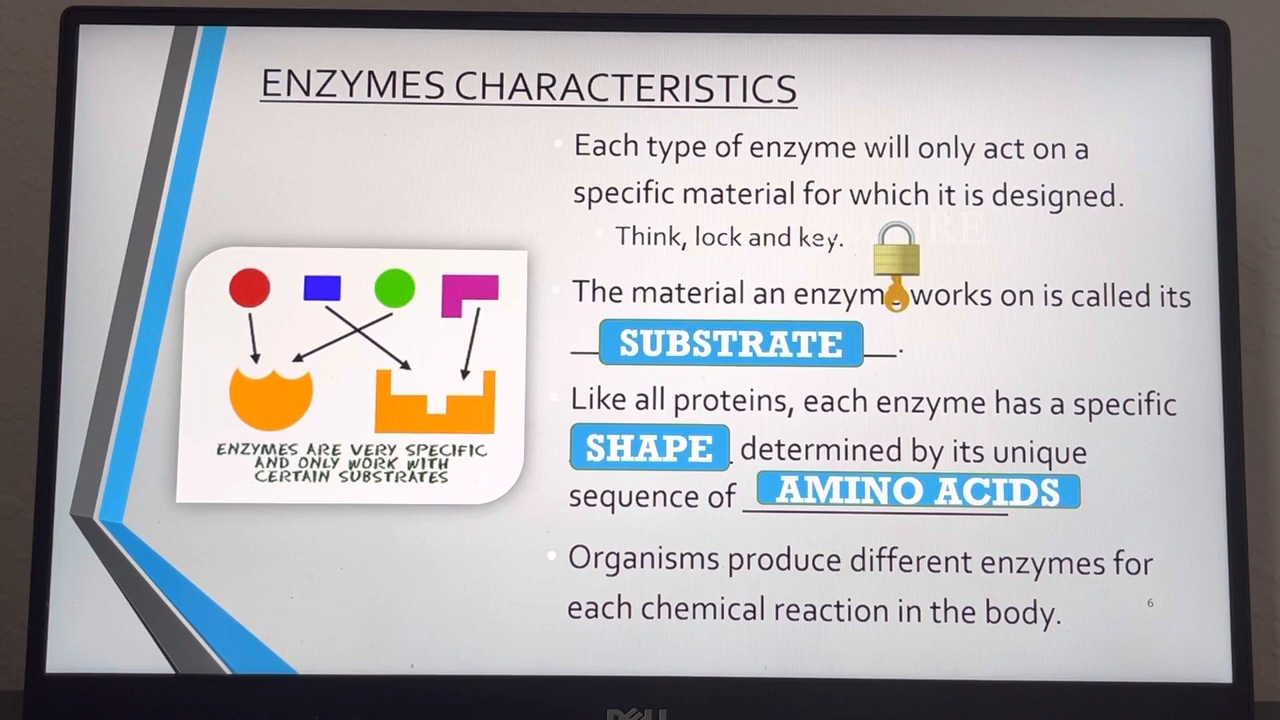 ENZYMES CHARACTERISTICS
Each type of enzyme will only act on a
specific material for which it is designed.
Think, lock and key.
The material an enzyme works on is called its
SUBSTRATE.
Like all proteins, each enzyme has a specific
SHAPE determined by its unique
sequence of AMINO ACIDS
Organisms produce different enzymes for
each chemical reaction in the body.
6
ENZYMES ARE VERY SPECIFIC
AND ONLY WORK WITH
CERTAIN SUBSTRATES
DELL